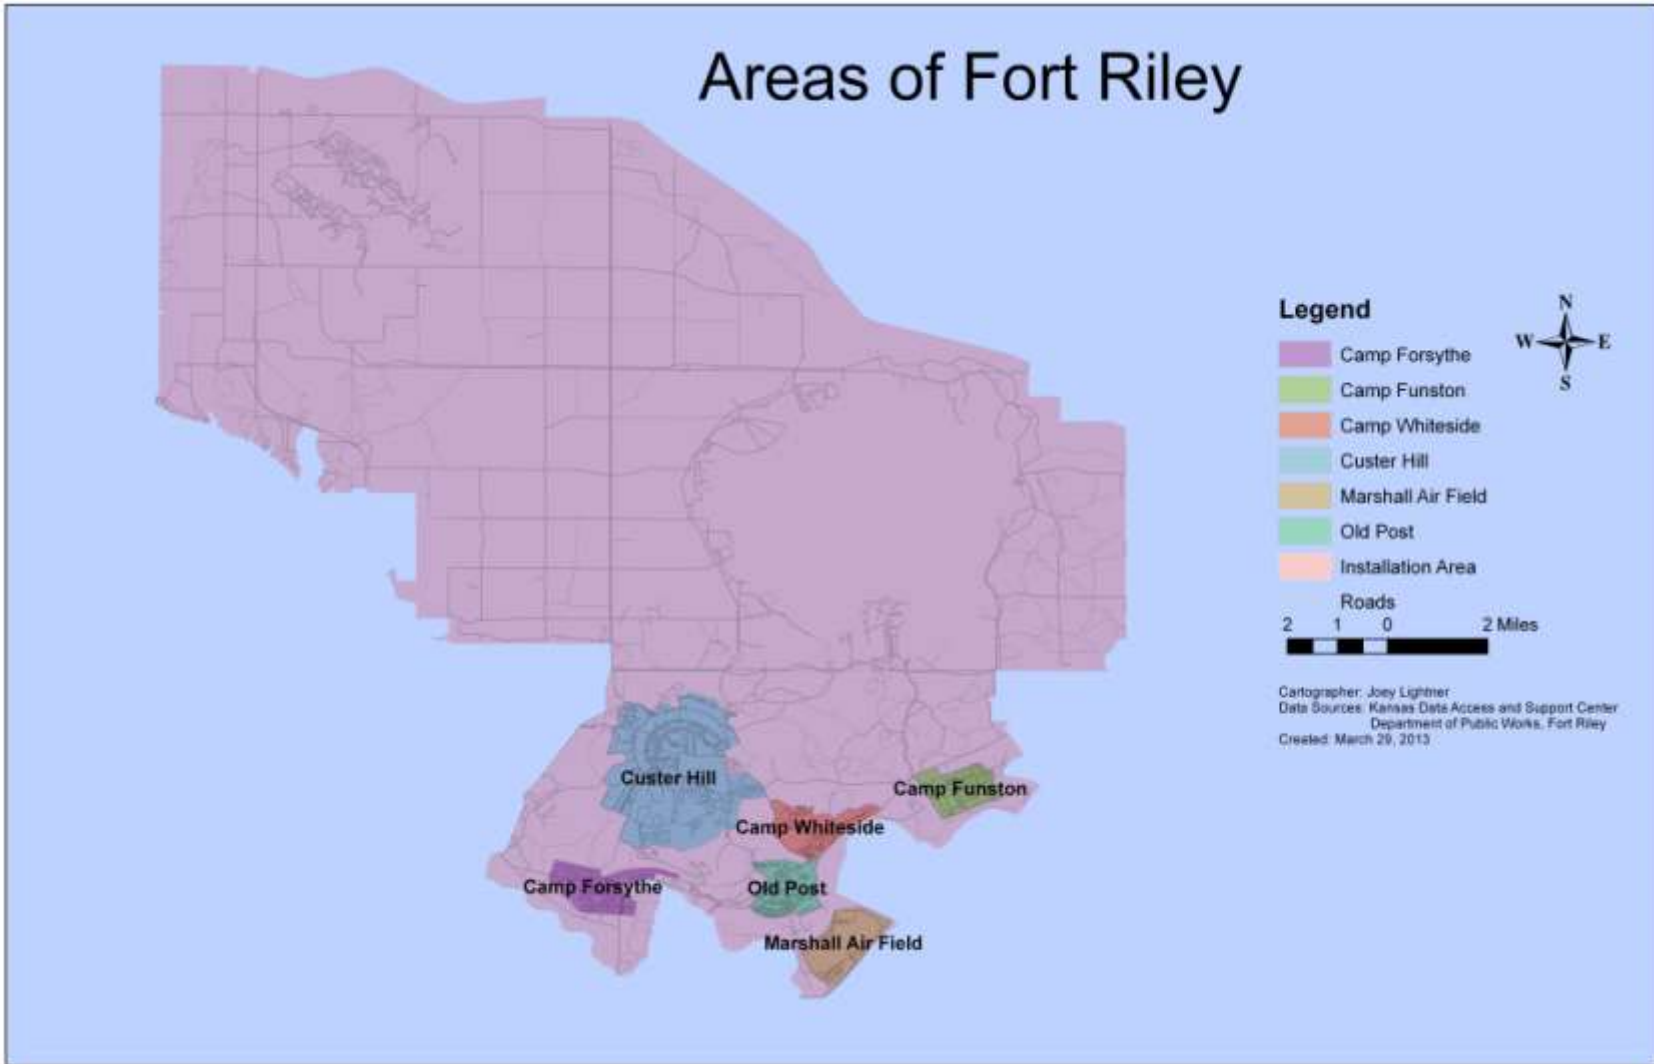 Areas of Fort Riley
Legend
N
W E
S
Camp Forsythe
Camp Funston
Camp Whiteside
Custer Hill
Marshall Air Field
Old Post
Installation Area
Roads
2 1 0 2 Miles
Cartographer: Joey Lightner
Data Sources: Kansas Data Access and Support Center
Department of Public Works, Fort Riley
Created: March 29, 2013
Custer Hill
Camp Funston
Camp Whiteside
Camp Forsythe
Old Post
Marshall Air Field